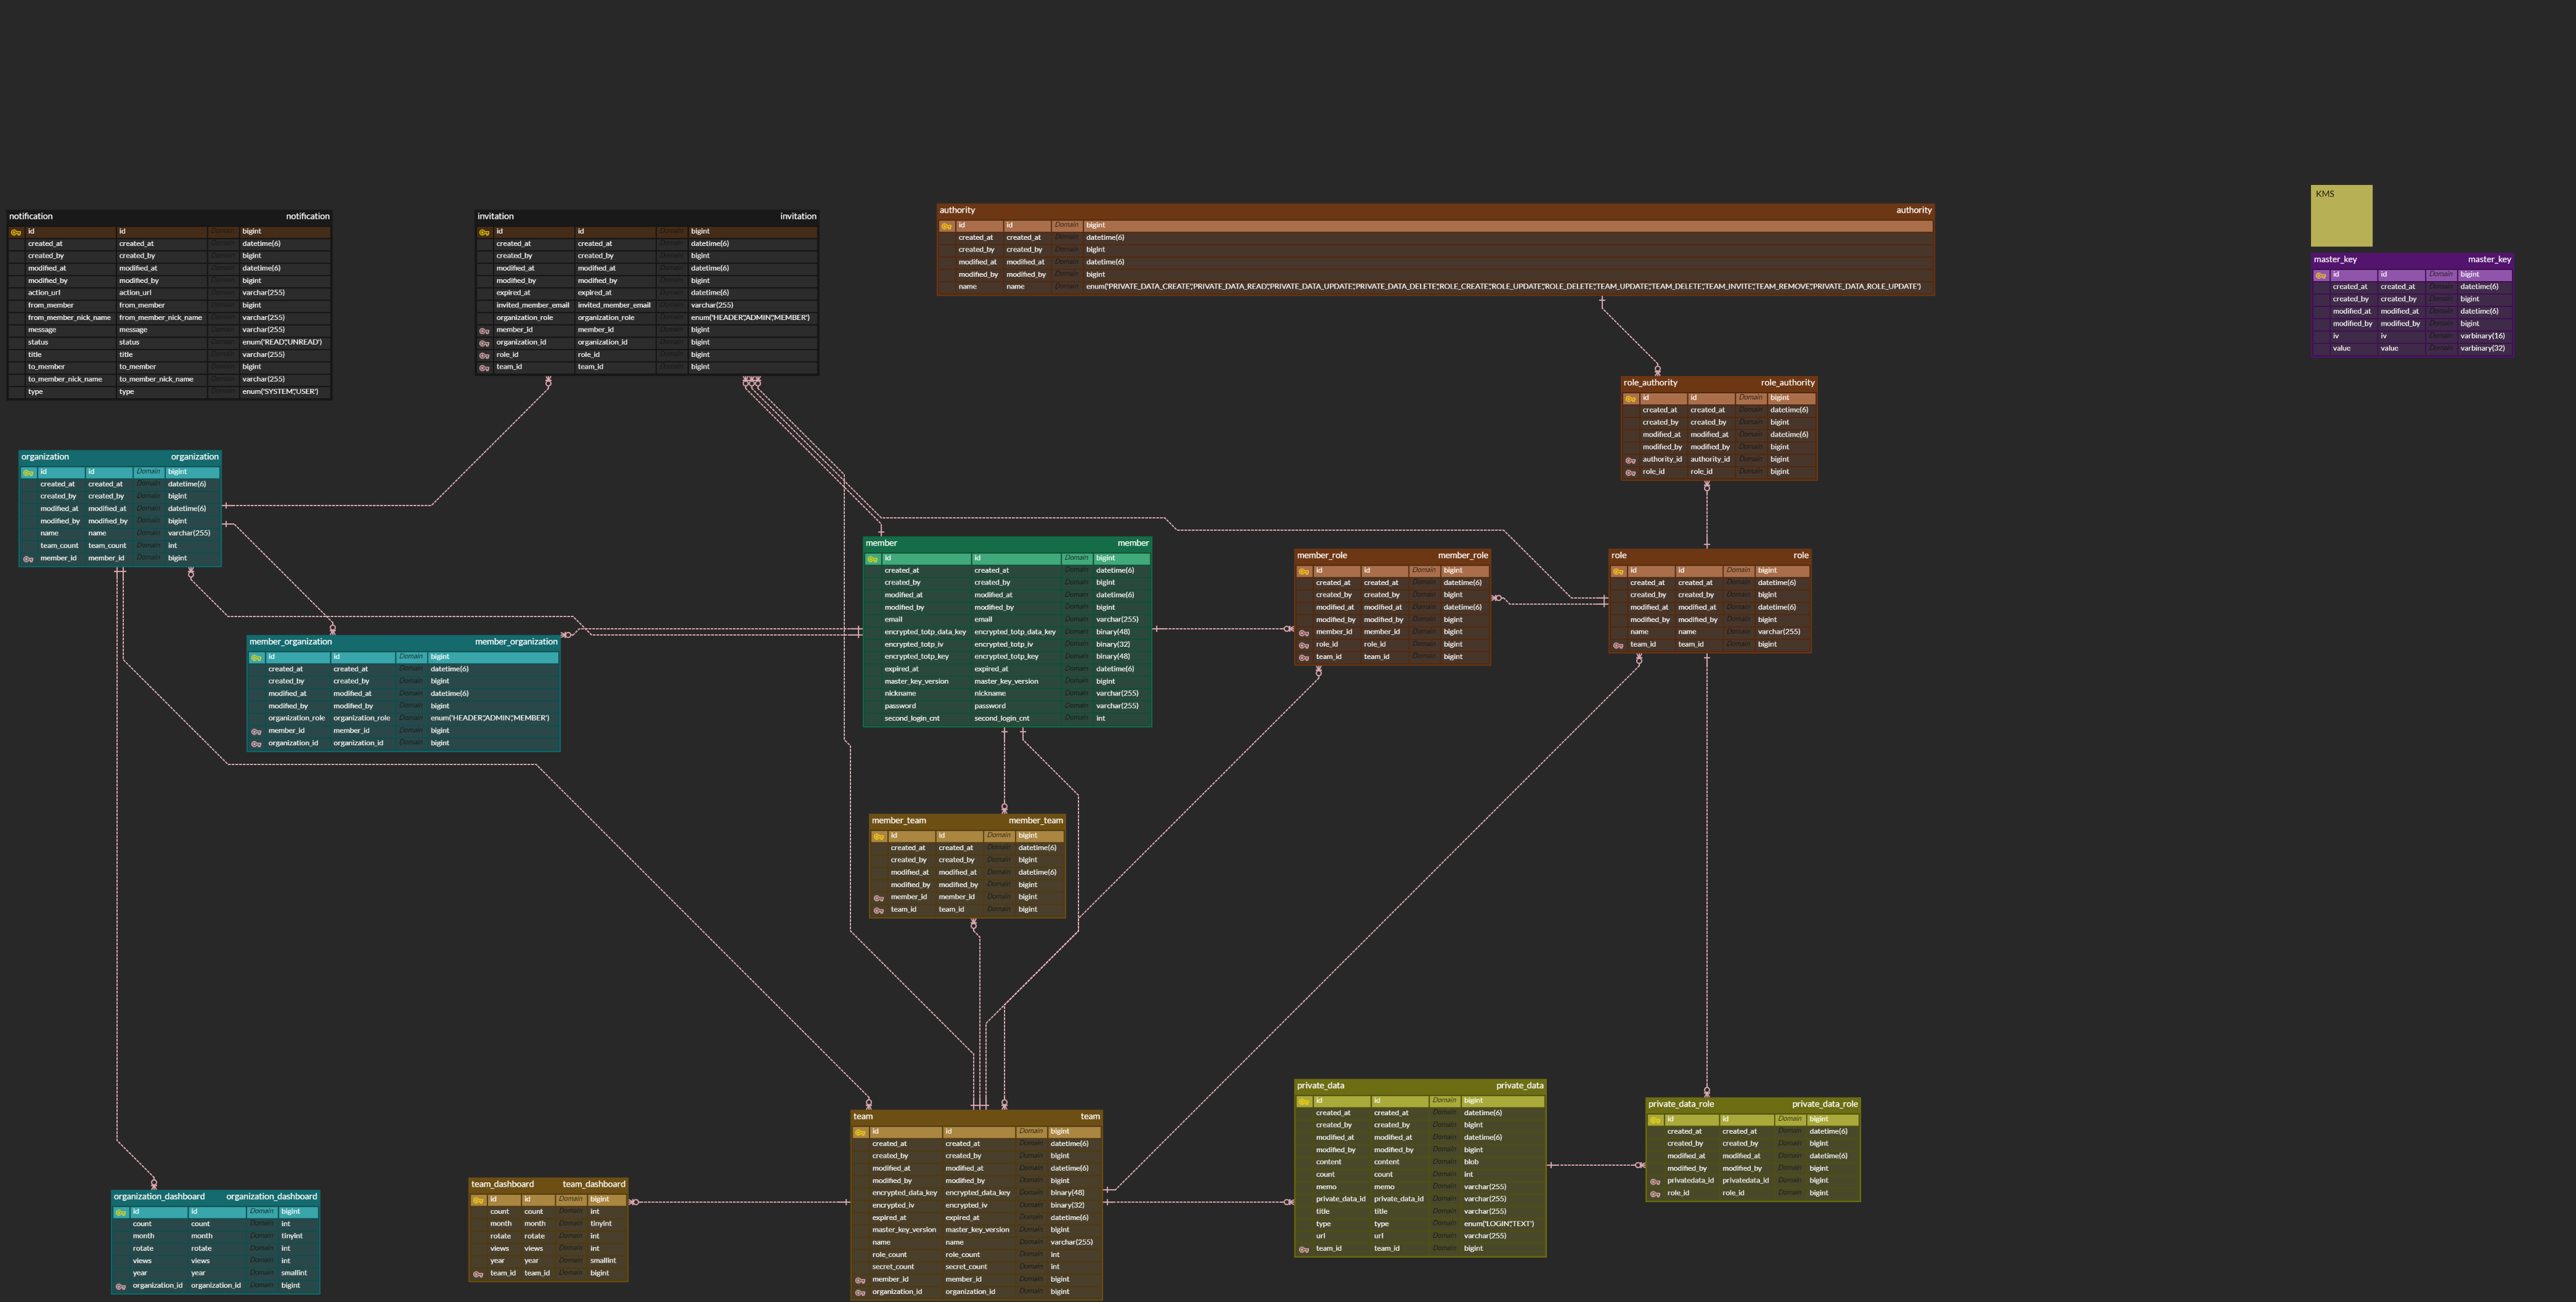 KMS
notification notification
id id Domain bigint
created_at created_at Domain datetime(6)
created_by created_by Domain bigint
modified_at modified_at Domain datetime(6)
modified_by modified_by Domain bigint
action_url action_url Domain varchar(255)
from_member from_member Domain bigint
from_member_nick_name from_member_nick_name Domain varchar(255)
message message Domain varchar(255)
status status Domain enum('READ','UNREAD')
title title Domain varchar(255)
to_member to_member Domain bigint
to_member_nick_name to_member_nick_name Domain varchar(255)
type type Domain enum('SYSTEM','USER')
invitation invitation
id id Domain bigint
created_at created_at Domain datetime(6)
created_by created_by Domain bigint
modified_at modified_at Domain datetime(6)
modified_by modified_by Domain bigint
expired_at expired_at Domain datetime(6)
invited_member_email invited_member_email Domain varchar(255)
organization_role organization_role Domain enum('HEADER','ADMIN','MEMBER')
member_id member_id Domain bigint
organization_id organization_id Domain bigint
role_id role_id Domain bigint
team_id team_id Domain bigint
authority authority
id id Domain bigint
created_at created_at Domain datetime(6)
created_by created_by Domain bigint
modified_at modified_at Domain datetime(6)
modified_by modified_by Domain bigint
name name Domain enum('PRIVATE_DATA_CREATE','PRIVATE_DATA_READ','PRIVATE_DATA_UPDATE','PRIVATE_DATA_DELETE','ROLE_CREATE','ROLE_UPDATE','ROLE_DELETE','TEAM_UPDATE','TEAM_DELETE','TEAM_INVITE','TEAM_REMOVE','PRIVATE_DATA_ROLE_UPDATE')
master_key master_key
id id Domain bigint
created_at created_at Domain datetime(6)
created_by created_by Domain bigint
modified_at modified_at Domain datetime(6)
modified_by modified_by Domain bigint
iv iv Domain varbinary(16)
value value Domain varbinary(32)
role_authority role_authority
id id Domain bigint
created_at created_at Domain datetime(6)
created_by created_by Domain bigint
modified_at modified_at Domain datetime(6)
modified_by modified_by Domain bigint
authority_id authority_id Domain bigint
role_id role_id Domain bigint
organization organization
id id Domain bigint
created_at created_at Domain datetime(6)
created_by created_by Domain bigint
modified_at modified_at Domain datetime(6)
modified_by modified_by Domain bigint
name name Domain varchar(255)
team_count team_count Domain int
member_id member_id Domain bigint
member member
id id Domain bigint
created_at created_at Domain datetime(6)
created_by created_by Domain bigint
modified_at modified_at Domain datetime(6)
modified_by modified_by Domain bigint
email email Domain varchar(255)
encrypted_totp_data_key encrypted_totp_data_key Domain binary(48)
encrypted_totp_iv encrypted_totp_iv Domain binary(32)
encrypted_totp_key encrypted_totp_key Domain binary(48)
expired_at expired_at Domain datetime(6)
master_key_version master_key_version Domain bigint
nickname nickname Domain varchar(255)
password password Domain varchar(255)
second_login_cnt second_login_cnt Domain int
member_role member_role
id id Domain bigint
created_at created_at Domain datetime(6)
created_by created_by Domain bigint
modified_at modified_at Domain datetime(6)
modified_by modified_by Domain bigint
member_id member_id Domain bigint
role_id role_id Domain bigint
team_id team_id Domain bigint
role role
id id Domain bigint
created_at created_at Domain datetime(6)
created_by created_by Domain bigint
modified_at modified_at Domain datetime(6)
modified_by modified_by Domain bigint
name name Domain varchar(255)
team_id team_id Domain bigint
member_organization member_organization
id id Domain bigint
created_at created_at Domain datetime(6)
created_by created_by Domain bigint
modified_at modified_at Domain datetime(6)
modified_by modified_by Domain bigint
organization_role organization_role Domain enum('HEADER','ADMIN','MEMBER')
member_id member_id Domain bigint
organization_id organization_id Domain bigint
member_team member_team
id id Domain bigint
created_at created_at Domain datetime(6)
created_by created_by Domain bigint
modified_at modified_at Domain datetime(6)
modified_by modified_by Domain bigint
member_id member_id Domain bigint
team_id team_id Domain bigint
organization_dashboard organization_dashboard
id id Domain bigint
count count Domain int
month month Domain tinyint
rotate rotate Domain int
views views Domain int
year year Domain smallint
organization_id organization_id Domain bigint
team_dashboard team_dashboard
id id Domain bigint
count count Domain int
month month Domain tinyint
rotate rotate Domain int
views views Domain int
year year Domain smallint
team_id team_id Domain bigint
team team
id id Domain bigint
created_at created_at Domain datetime(6)
created_by created_by Domain bigint
modified_at modified_at Domain datetime(6)
modified_by modified_by Domain bigint
encrypted_data_key encrypted_data_key Domain binary(48)
encrypted_iv encrypted_iv Domain binary(32)
expired_at expired_at Domain datetime(6)
master_key_version master_key_version Domain bigint
name name Domain varchar(255)
role_count role_count Domain int
secret_count secret_count Domain int
member_id member_id Domain bigint
organization_id organization_id Domain bigint
private_data private_data
id id Domain bigint
created_at created_at Domain datetime(6)
created_by created_by Domain bigint
modified_at modified_at Domain datetime(6)
modified_by modified_by Domain bigint
content content Domain blob
count count Domain int
memo memo Domain varchar(255)
private_data_id private_data_id Domain varchar(255)
title title Domain varchar(255)
type type Domain enum('LOGIN','TEXT')
url url Domain varchar(255)
team_id team_id Domain bigint
private_data_role private_data_role
id id Domain bigint
created_at created_at Domain datetime(6)
created_by created_by Domain bigint
modified_at modified_at Domain datetime(6)
modified_by modified_by Domain bigint
privatedata_id privatedata_id Domain bigint
role_id role_id Domain bigint